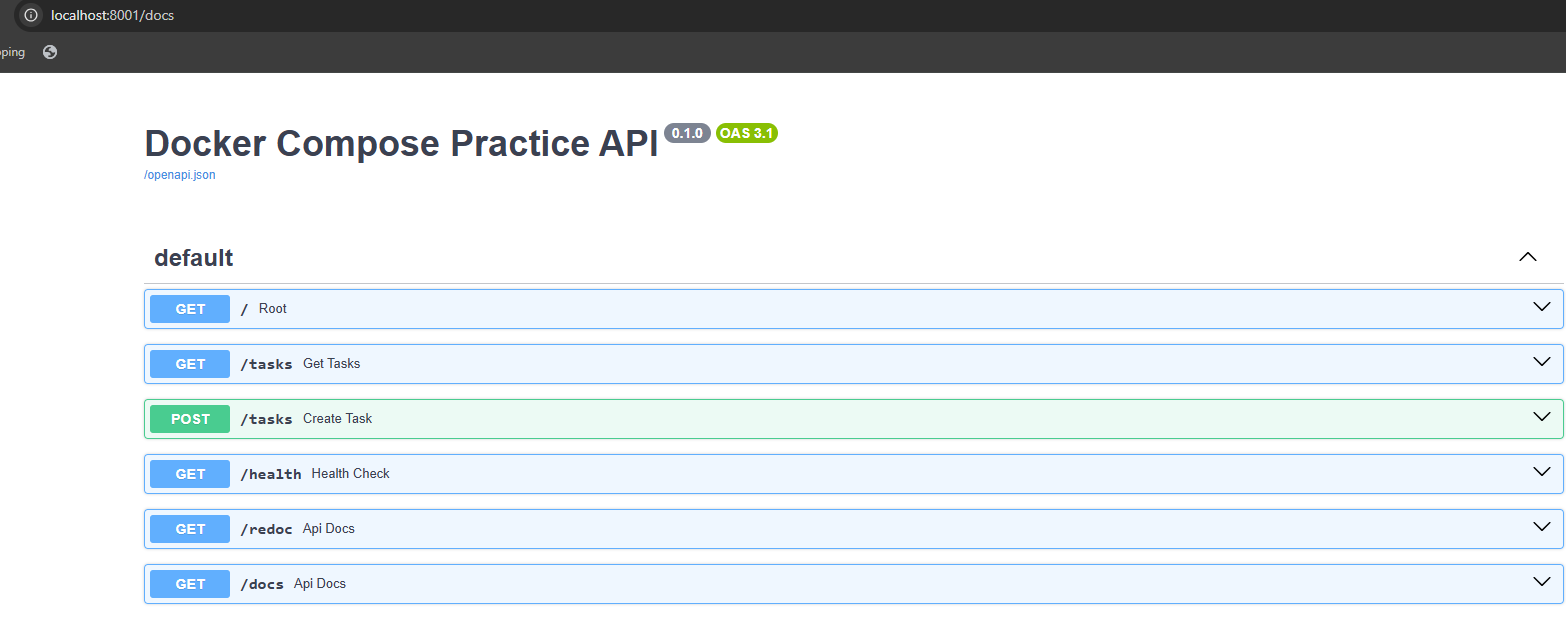 localhost:8001/docs
pping
Docker Compose Practice API 0.1.0 OAS 3.1
/openapi.json
default
GET / Root
GET /tasks Get Tasks
POST /tasks Create Task
GET /health Health Check
GET /redoc Api Docs
GET /docs Api Docs